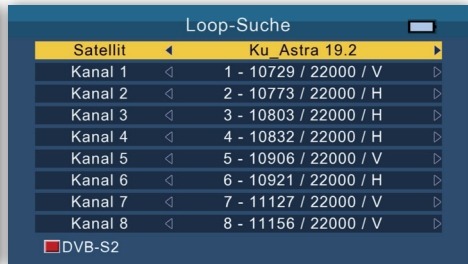 Loop-Suche
Satellit Ku_Astra 19.2
Kanal 1 1 - 10729 / 22000 / V
Kanal 2 2 - 10773 / 22000 / H
Kanal 3 3 - 10803 / 22000 / H
Kanal 4 4 - 10832 / 22000 / H
Kanal 5 5 - 10906 / 22000 / V
Kanal 6 6 - 10921 / 22000 / H
Kanal 7 7 - 11127 / 22000 / V
Kanal 8 8 - 11156 / 22000 / V
DVB-S2